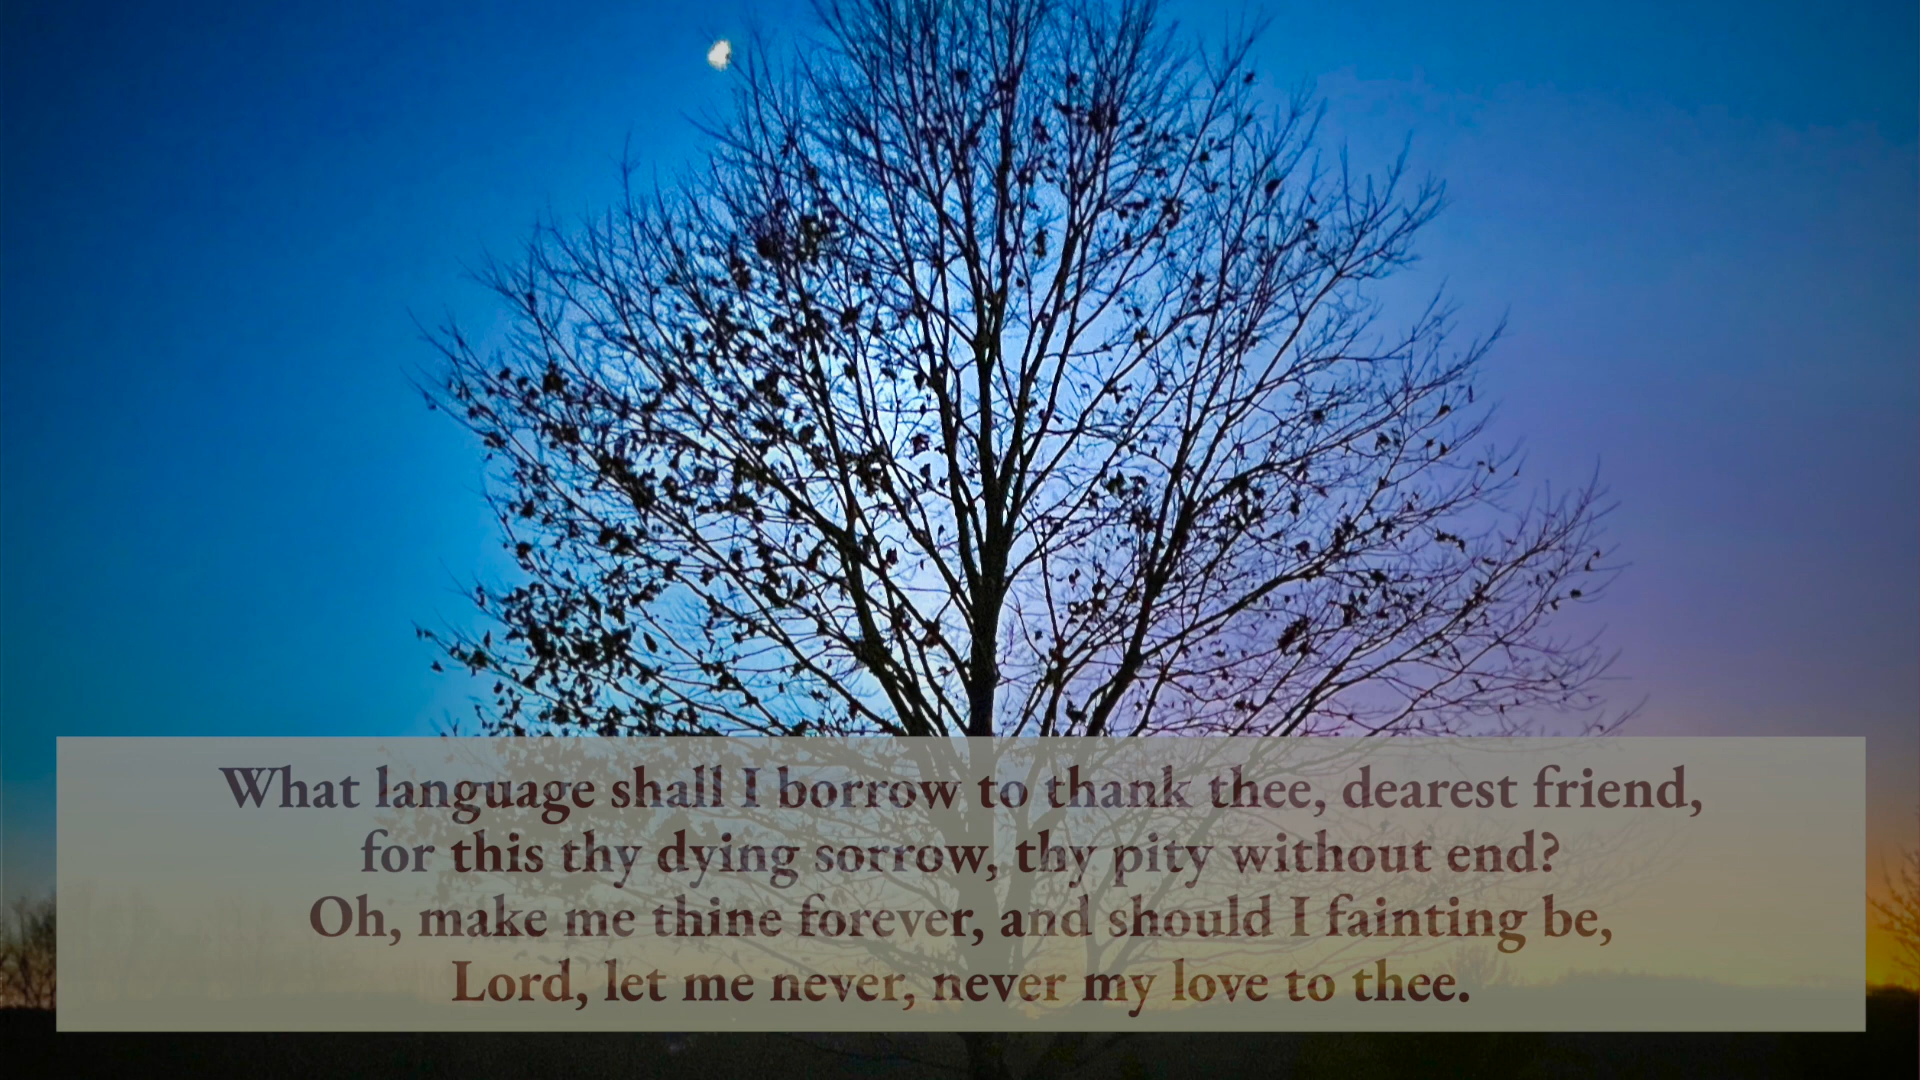 What language shall I borrow to thank thee, dearest friend,
for this thy dying sorrow, thy pity without end?
Oh, make me thine forever, and should I fainting be,
Lord, let me never, never my love to thee.